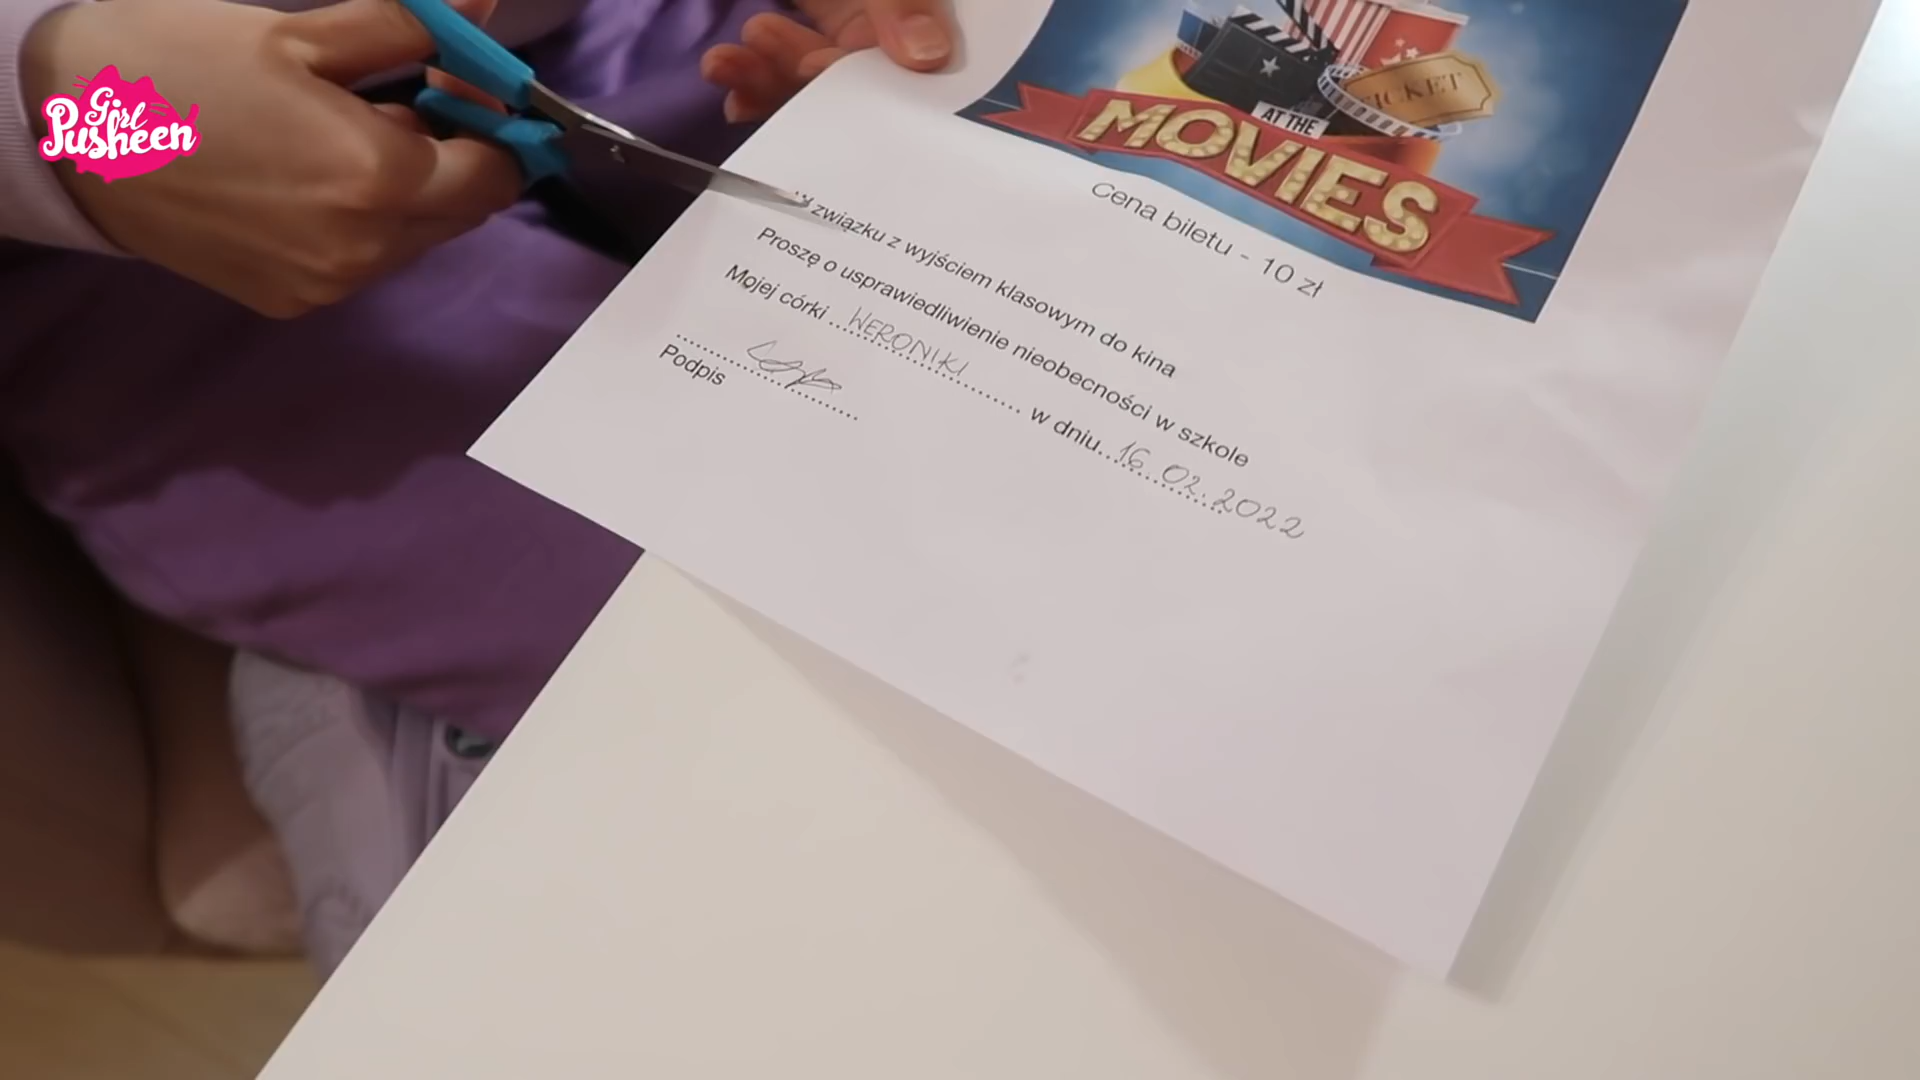 Girl
Pusheen
TICKET
AT THE
MOVIES
Cena biletu - 10 zł
W związku z wyjściem klasowym do kina
Proszę o usprawiedliwienie nieobecności w szkole
Mojej córki ... WERONIKI ... w dniu... 16.02.2022
Podpis